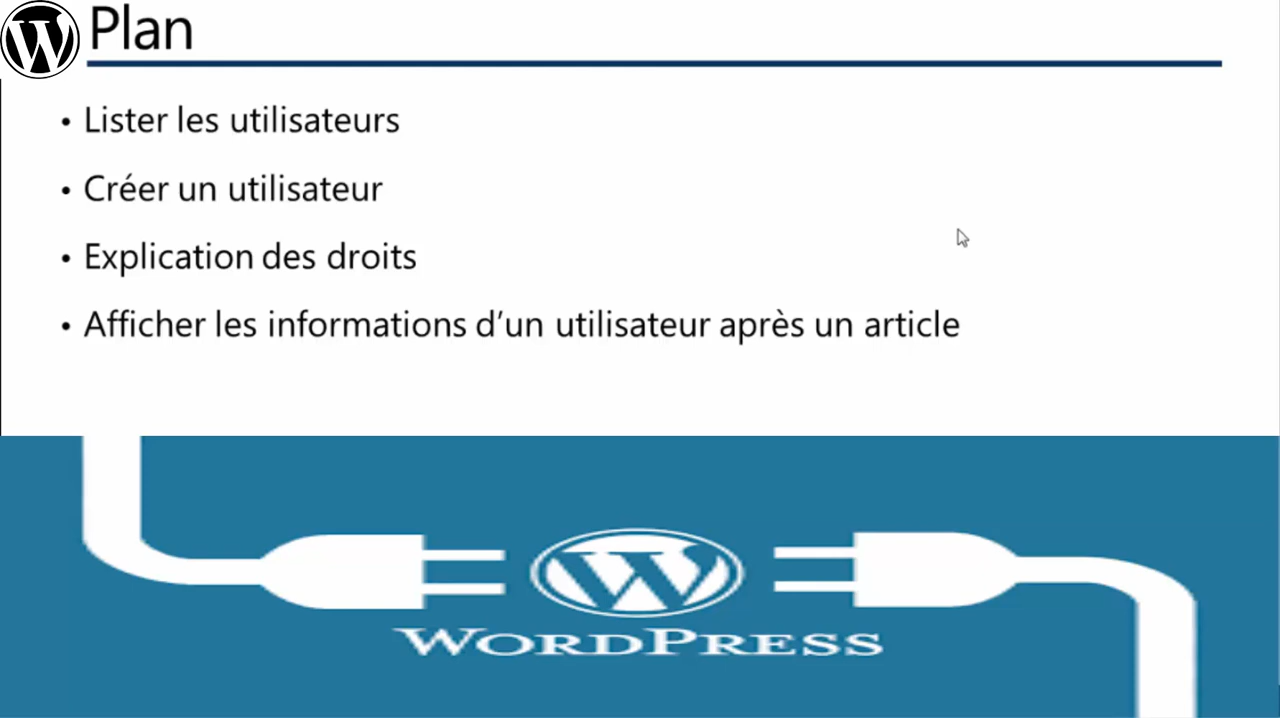 Plan
• Lister les utilisateurs
• Créer un utilisateur
• Explication des droits
• Afficher les informations d’un utilisateur après un article
WORDPRESS